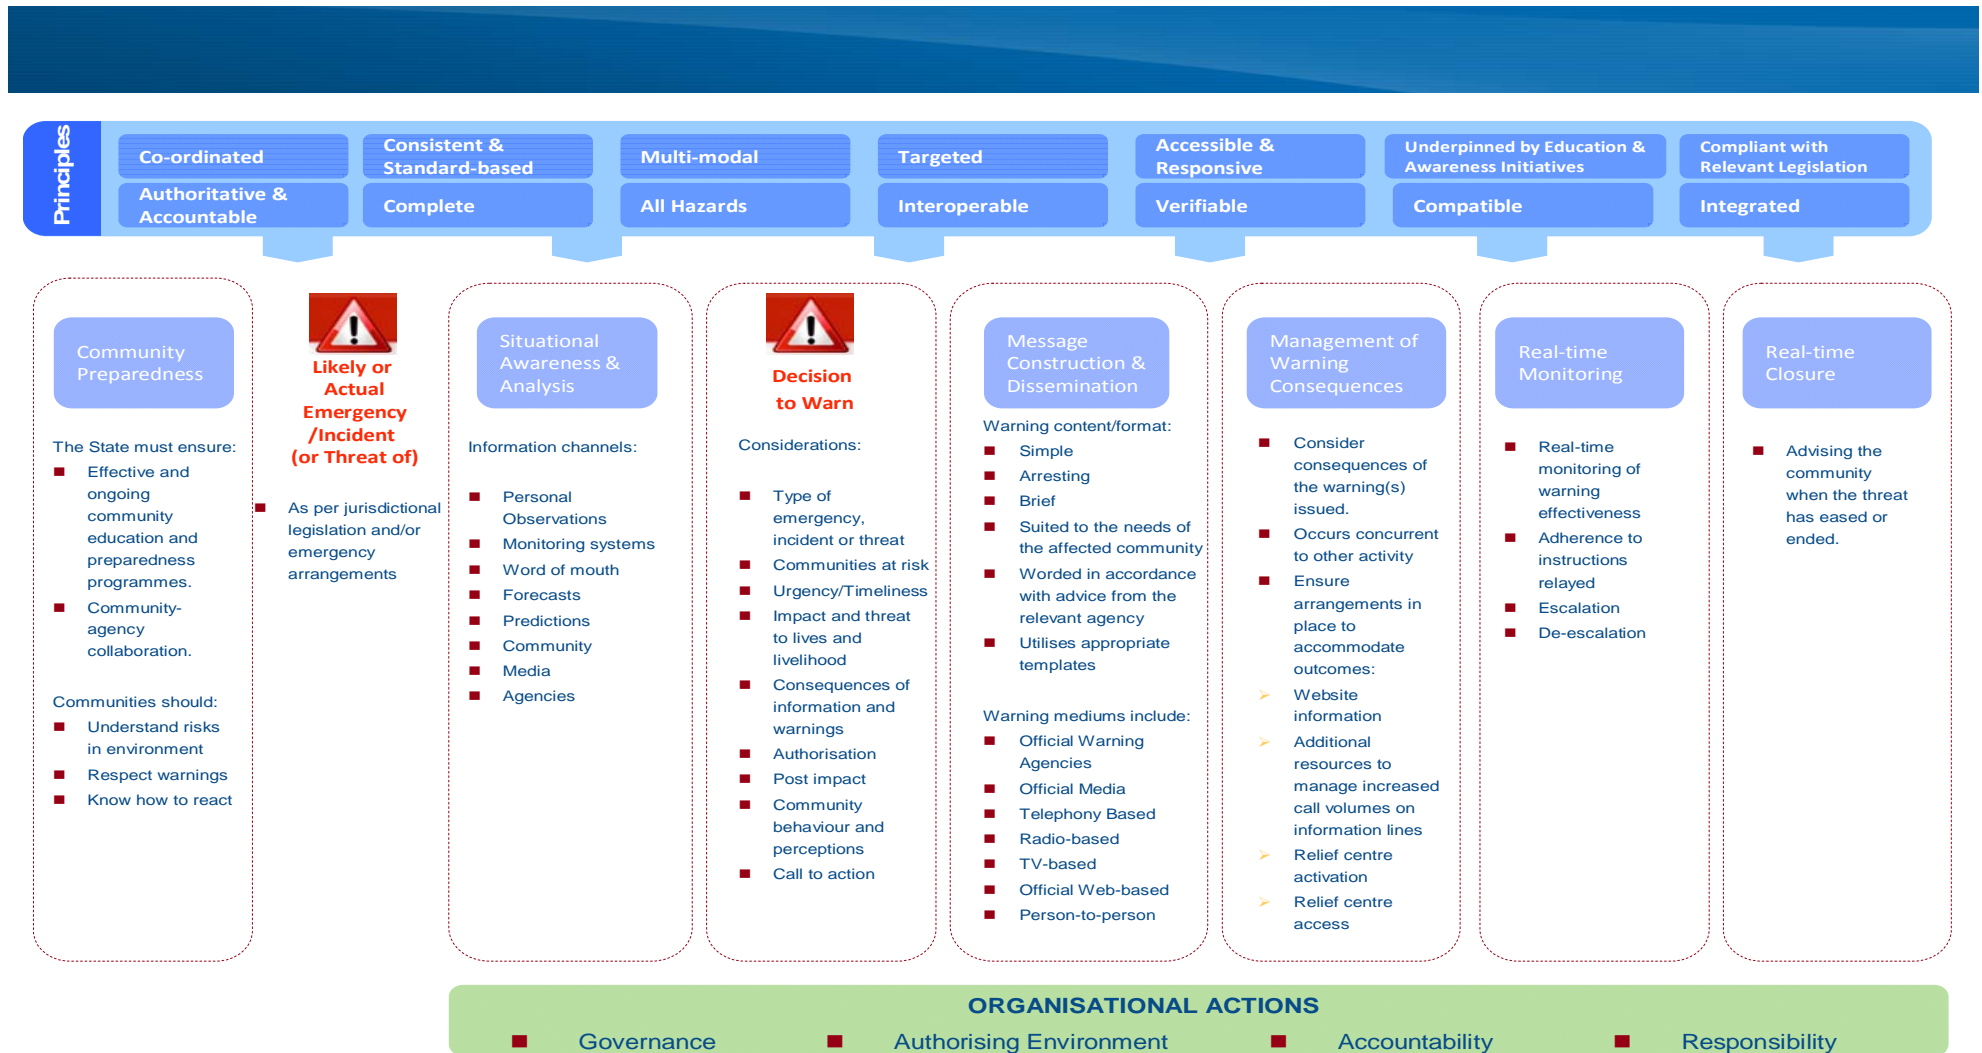 Principles
Co-ordinated
Consistent &
Standard-based
Multi-modal
Targeted
Accessible &
Responsive
Underpinned by Education &
Awareness Initiatives
Compliant with
Relevant Legislation
Authoritative &
Accountable
Complete
All Hazards
Interoperable
Verifiable
Compatible
Integrated
Community
Preparedness
The State must ensure:
Effective and
ongoing
community
education and
preparedness
programmes.
Community-
agency
collaboration.
Communities should:
Understand risks
in environment
Respect warnings
Know how to react
Likely or
Actual
Emergency
/Incident
(or Threat of)
As per jurisdictional
legislation and/or
emergency
arrangements
Situational
Awareness &
Analysis
Information channels:
Personal
Observations
Monitoring systems
Word of mouth
Forecasts
Predictions
Community
Media
Agencies
Decision
to Warn
Considerations:
Type of
emergency,
incident or threat
Communities at risk
Urgency/Timeliness
Impact and threat
to lives and
livelihood
Consequences of
information and
warnings
Authorisation
Post impact
Community
behaviour and
perceptions
Call to action
Message
Construction &
Dissemination
Warning content/format:
Simple
Arresting
Brief
Suited to the needs of
the affected community
Worded in accordance
with advice from the
relevant agency
Utilises appropriate
templates
Warning mediums include:
Official Warning
Agencies
Official Media
Telephony Based
Radio-based
TV-based
Official Web-based
Person-to-person
Management of
Warning
Consequences
Consider
consequences of
the warning(s)
issued.
Occurs concurrent
to other activity
Ensure
arrangements in
place to
accommodate
outcomes:
Website
information
Additional
resources to
manage increased
call volumes on
information lines
Relief centre
activation
Relief centre
access
Real-time
Monitoring
Real-time
monitoring of
warning
effectiveness
Adherence to
instructions
relayed
Escalation
De-escalation
Real-time
Closure
Advising the
community
when the threat
has eased or
ended.
ORGANISATIONAL ACTIONS
Governance
Authorising Environment
Accountability
Responsibility